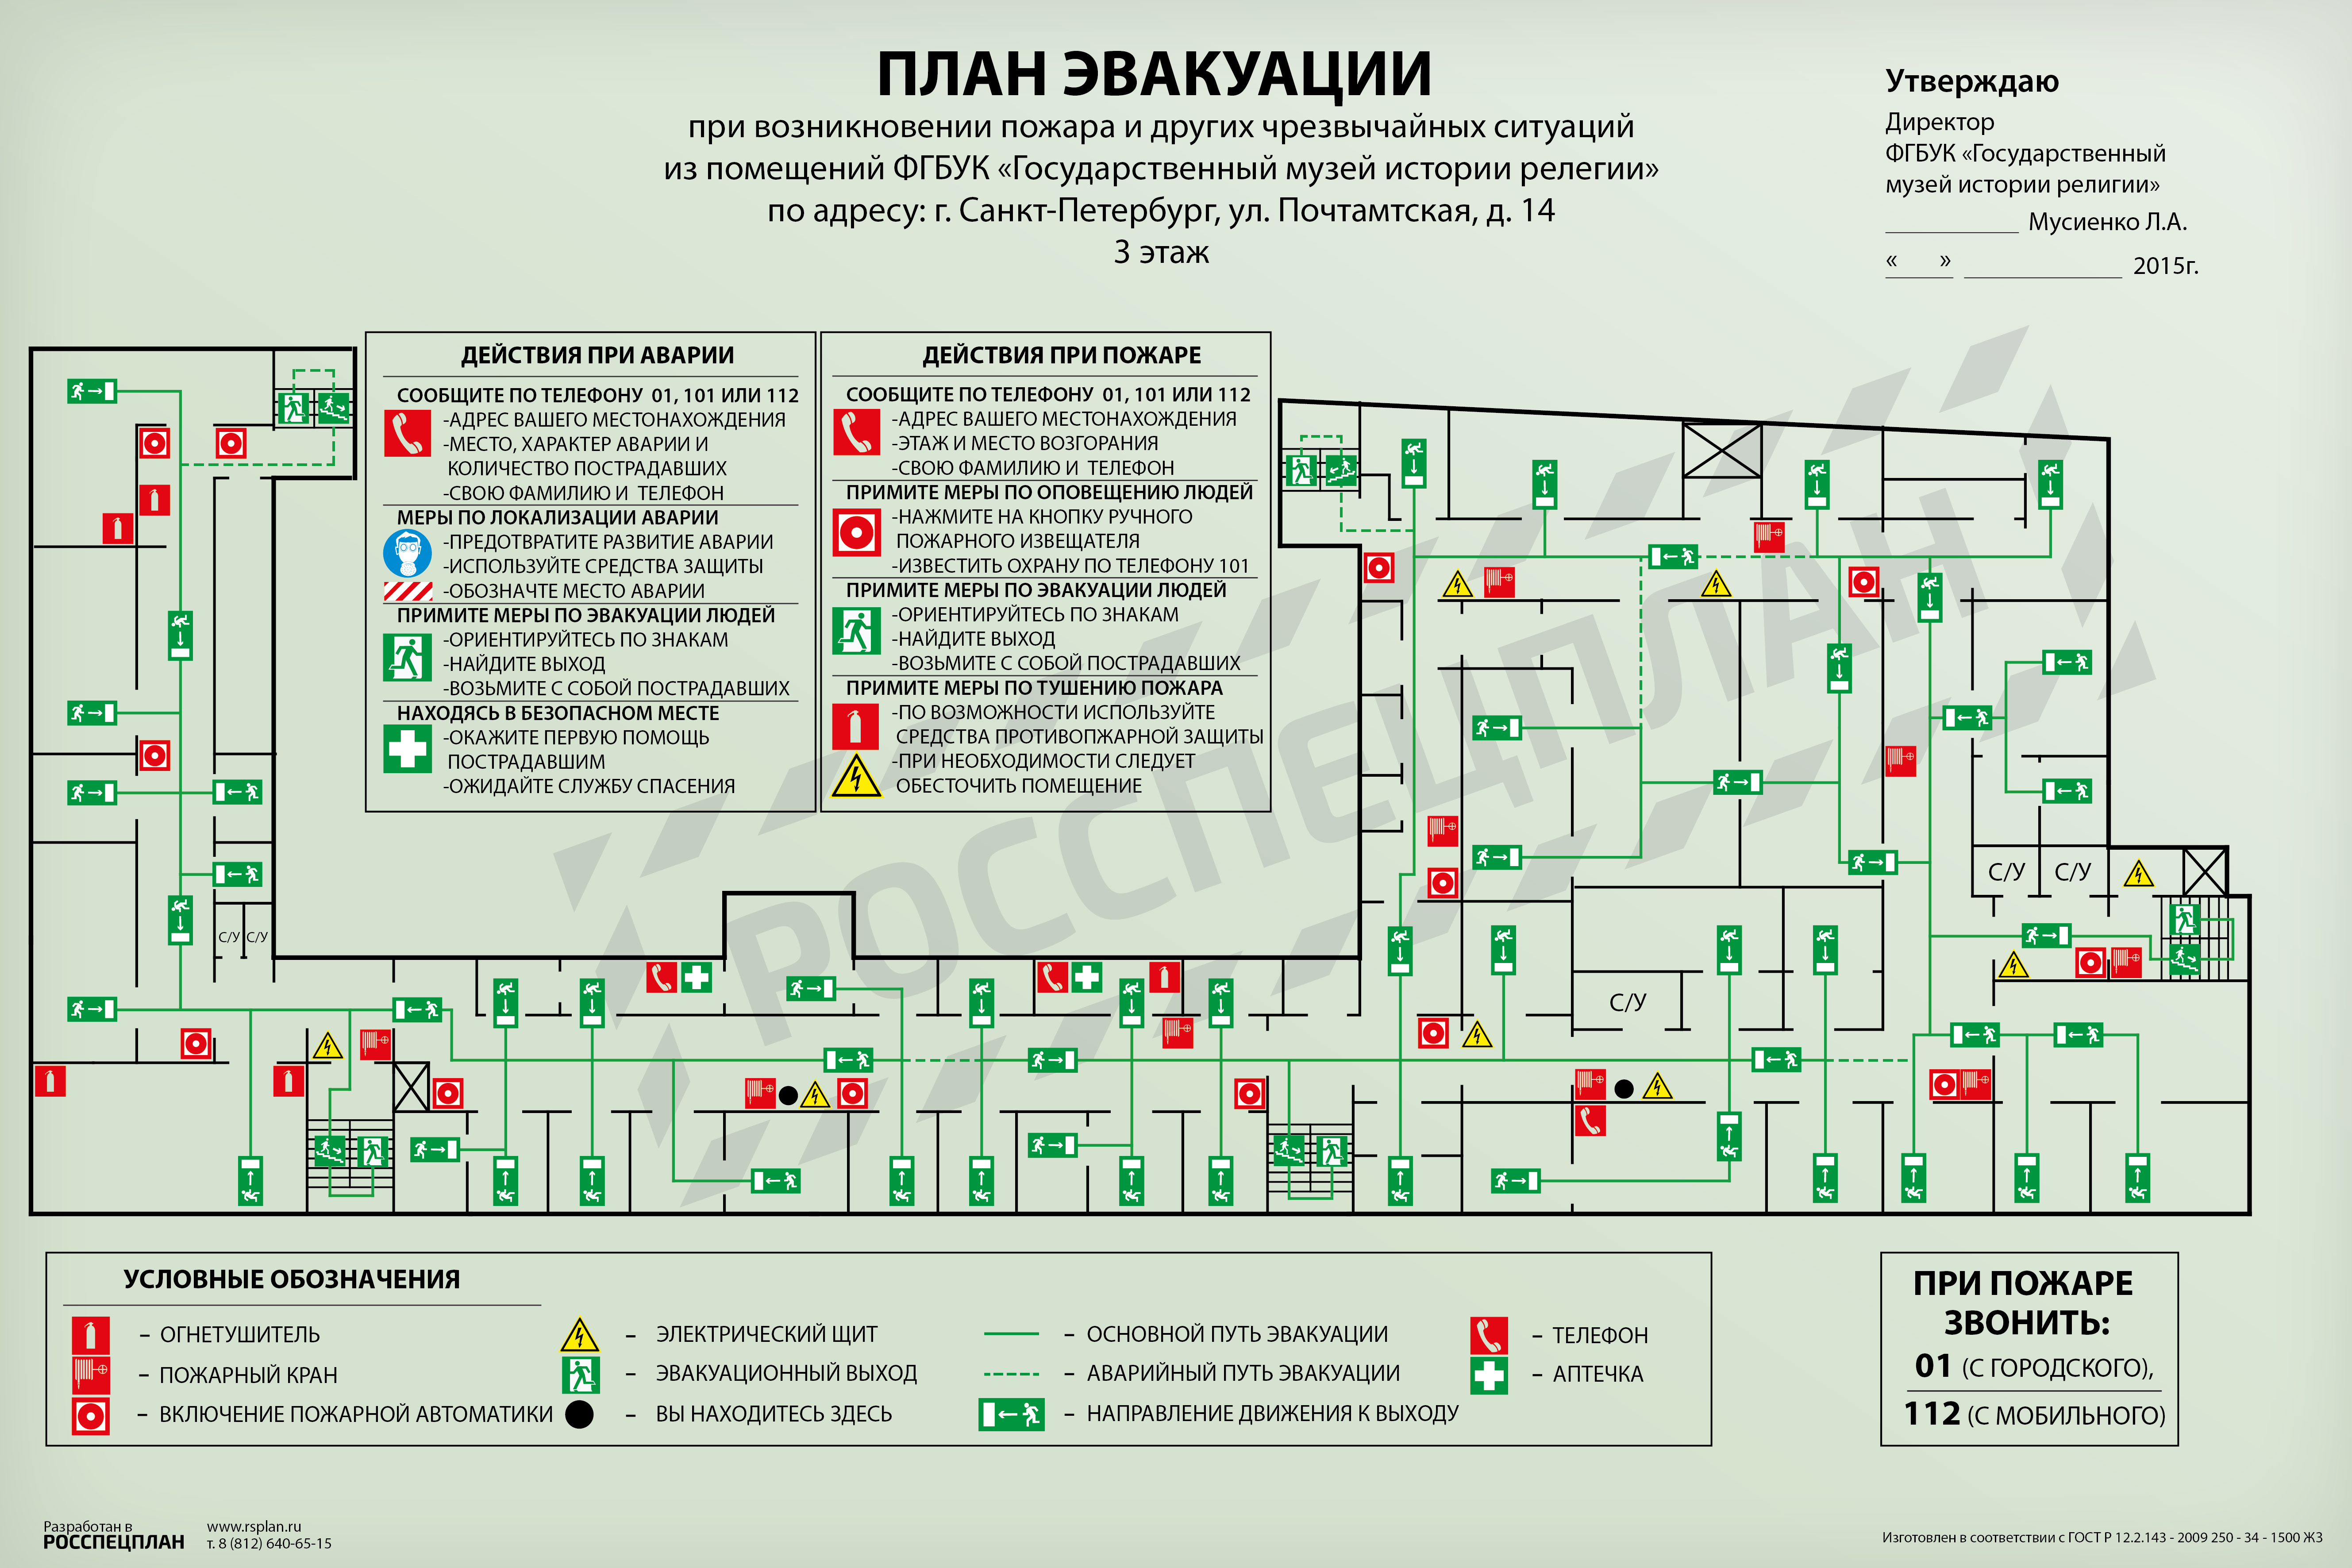 ПЛАН ЭВАКУАЦИИ
при возникновении пожара и других чрезвычайных ситуаций
из помещений ФГБУК «Государственный музей истории релегии»
по адресу: г. Санкт-Петербург, ул. Почтамтская, д. 14
3 этаж
Утверждаю
Директор
ФГБУК «Государственный
музей истории религии»
Мусиенко Л.А.
« » 2015г.
ДЕЙСТВИЯ ПРИ АВАРИИ
СООБЩИТЕ ПО ТЕЛЕФОНУ 01, 101 ИЛИ 112
-АДРЕС ВАШЕГО МЕСТОНАХОЖДЕНИЯ
-МЕСТО, ХАРАКТЕР АВАРИИ И
КОЛИЧЕСТВО ПОСТРАДАВШИХ
-СВОЮ ФАМИЛИЮ И ТЕЛЕФОН
МЕРЫ ПО ЛОКАЛИЗАЦИИ АВАРИИ
-ПРЕДОТВРАТИТЕ РАЗВИТИЕ АВАРИИ
-ИСПОЛЬЗУЙТЕ СРЕДСТВА ЗАЩИТЫ
-ОБОЗНАЧТЕ МЕСТО АВАРИИ
ПРИМИТЕ МЕРЫ ПО ЭВАКУАЦИИ ЛЮДЕЙ
-ОРИЕНТИРУЙТЕСЬ ПО ЗНАКАМ
-НАЙДИТЕ ВЫХОД
-ВОЗЬМИТЕ С СОБОЙ ПОСТРАДАВШИХ
НАХОДЯСЬ В БЕЗОПАСНОМ МЕСТЕ
-ОКАЖИТЕ ПЕРВУЮ ПОМОЩЬ
ПОСТРАДАВШИМ
-ОЖИДАЙТЕ СЛУЖБУ СПАСЕНИЯ
ДЕЙСТВИЯ ПРИ ПОЖАРЕ
СООБЩИТЕ ПО ТЕЛЕФОНУ 01, 101 ИЛИ 112
-АДРЕС ВАШЕГО МЕСТОНАХОЖДЕНИЯ
-ЭТАЖ И МЕСТО ВОЗГОРАНИЯ
-СВОЮ ФАМИЛИЮ И ТЕЛЕФОН
ПРИМИТЕ МЕРЫ ПО ОПОВЕЩЕНИЮ ЛЮДЕЙ
-НАЖМИТЕ НА КНОПКУ РУЧНОГО
ПОЖАРНОГО ИЗВЕЩАТЕЛЯ
-ИЗВЕСТИТЬ ОХРАНУ ПО ТЕЛЕФОНУ 101
ПРИМИТЕ МЕРЫ ПО ЭВАКУАЦИИ ЛЮДЕЙ
-ОРИЕНТИРУЙТЕСЬ ПО ЗНАКАМ
-НАЙДИТЕ ВЫХОД
-ВОЗЬМИТЕ С СОБОЙ ПОСТРАДАВШИХ
ПРИМИТЕ МЕРЫ ПО ТУШЕНИЮ ПОЖАРА
-ПО ВОЗМОЖНОСТИ ИСПОЛЬЗУЙТЕ
СРЕДСТВА ПРОТИВОПЖАРНОЙ ЗАЩИТЫ
-ПРИ НЕОБХОДИМОСТИ СЛЕДУЕТ
ОБЕСТОЧИТЬ ПОМЕЩЕНИЕ
РОССПЕЦПЛАН
С/У С/У
С/У С/У
С/У
УСЛОВНЫЕ ОБОЗНАЧЕНИЯ
– ОГНЕТУШИТЕЛЬ
– ПОЖАРНЫЙ КРАН
– ВКЛЮЧЕНИЕ ПОЖАРНОЙ АВТОМАТИКИ
– ЭЛЕКТРИЧЕСКИЙ ЩИТ
– ЭВАКУАЦИОННЫЙ ВЫХОД
– ВЫ НАХОДИТЕСЬ ЗДЕСЬ
– ОСНОВНОЙ ПУТЬ ЭВАКУАЦИИ
– АВАРИЙНЫЙ ПУТЬ ЭВАКУАЦИИ
– НАПРАВЛЕНИЕ ДВИЖЕНИЯ К ВЫХОДУ
– ТЕЛЕФОН
– АПТЕЧКА
ПРИ ПОЖАРЕ
ЗВОНИТЬ:
01 (С ГОРОДСКОГО),
112 (С МОБИЛЬНОГО)
Разработан в
РОССПЕЦПЛАН
www.rsplan.ru
т. 8 (812) 640-65-15
Изготовлен в соответствии с ГОСТ Р 12.2.143 - 2009 250 - 34 - 1500 ЖЗ